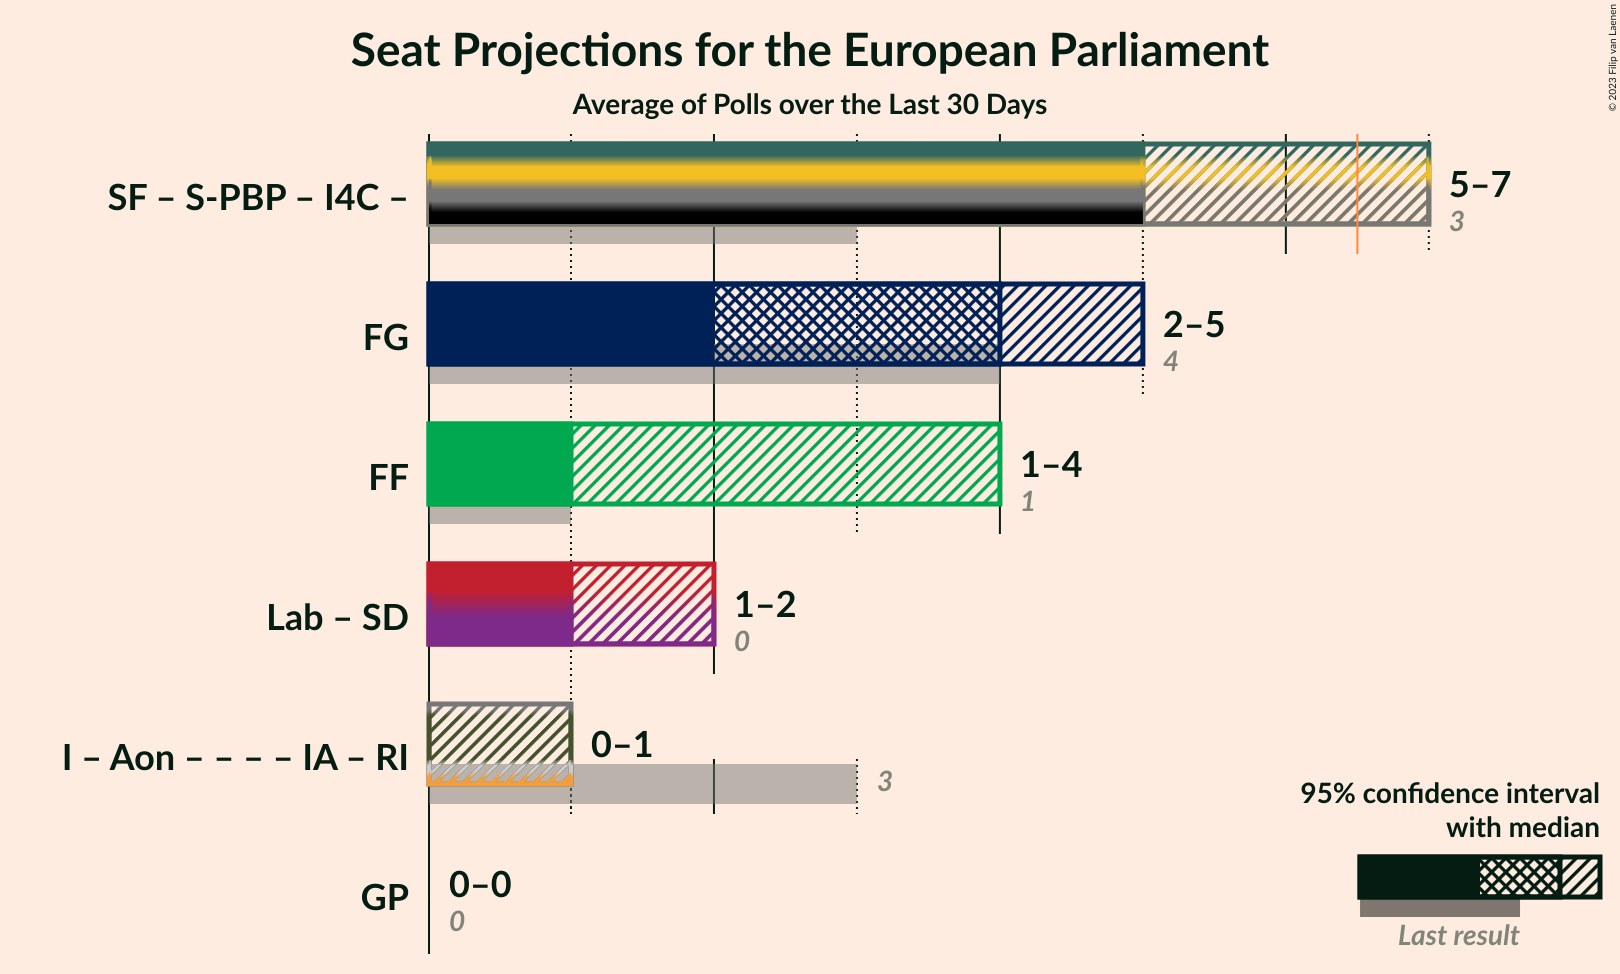 Seat Projections for the European Parliament
Average of Polls over the Last 30 Days
© 2023 Filip van Laenen
SF – S-PBP – I4C –
5–7
3
FG
2–5
4
FF
1–4
1
Lab – SD
1–2
0
I – Aon – – – – IA – RI
0–1
3
GP
0–0
0
95% confidence interval
with median
Last result